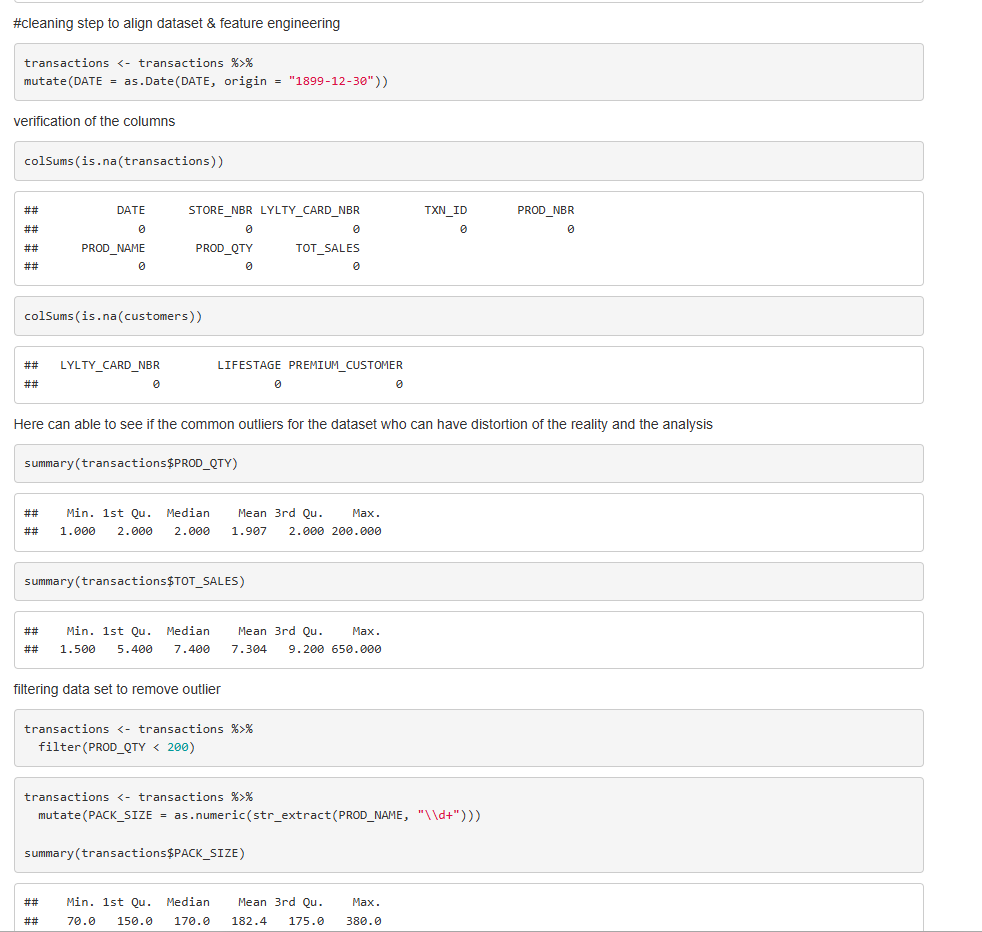 #cleaning step to align dataset & feature engineering
transactions <- transactions %>%
mutate(DATE = as.Date(DATE, origin = "1899-12-30"))
verification of the columns
colSums(is.na(transactions))
##           DATE      STORE_NBR LYLTY_CARD_NBR         TXN_ID       PROD_NBR
##              0              0              0              0              0
##      PROD_NAME       PROD_QTY      TOT_SALES
##              0              0              0
colSums(is.na(customers))
##   LYLTY_CARD_NBR        LIFESTAGE PREMIUM_CUSTOMER
##                0                0                0
Here can able to see if the common outliers for the dataset who can have distortion of the reality and the analysis
summary(transactions$PROD_QTY)
##    Min. 1st Qu.  Median    Mean 3rd Qu.    Max.
##   1.000   2.000   2.000   1.907   2.000 200.000
summary(transactions$TOT_SALES)
##    Min. 1st Qu.  Median    Mean 3rd Qu.    Max.
##   1.500   5.400   7.400   7.304   9.200 650.000
filtering data set to remove outlier
transactions <- transactions %>%
  filter(PROD_QTY < 200)
transactions <- transactions %>%
  mutate(PACK_SIZE = as.numeric(str_extract(PROD_NAME, "\\d+")))
summary(transactions$PACK_SIZE)
##    Min. 1st Qu.  Median    Mean 3rd Qu.    Max.
##    70.0   150.0   170.0   182.4   175.0   380.0